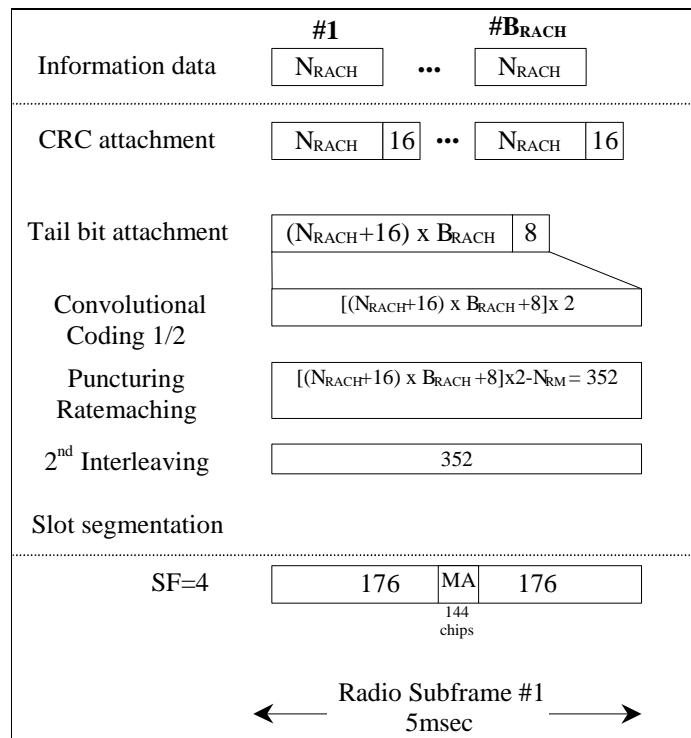 #1 #BRACH
Information data NRACH ... NRACH
CRC attachment NRACH 16 ... NRACH 16
Tail bit attachment (NRACH+16) x BRACH 8
Convolutional
Coding 1/2
[(NRACH+16) x BRACH+8]x 2
Puncturing
Ratemaching
[(NRACH+16) x BRACH+8]x2-NRM = 352
2nd Interleaving 352
Slot segmentation
SF=4 176 MA 176
144
chips
Radio Subframe #1
5msec